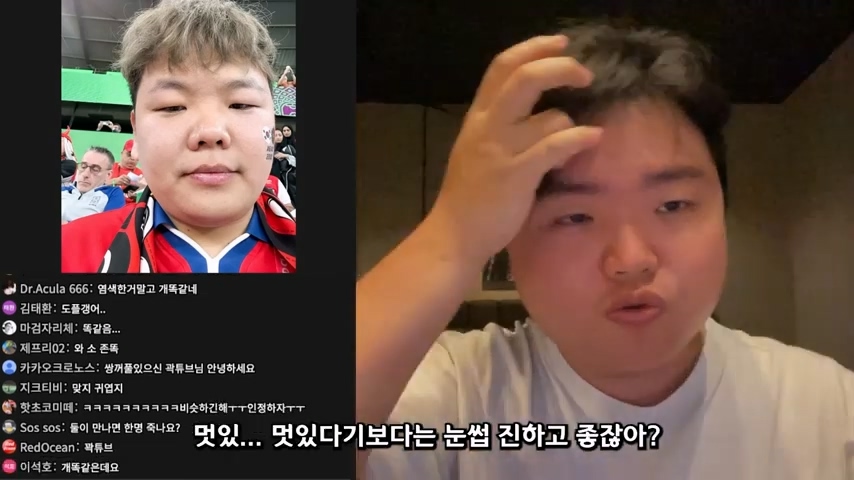 Dr.Acula 666: 염색한거말고 개똑같네
김태환: 도플갱어..
마검자리체: 똑같음...
제프리02: 와 소 존똑
카카오크로노스: 쌍꺼풀있으신 곽튜브님 안녕하세요
지크티비: 맞지 귀엽지
핫초코미떼: ㅋㅋㅋㅋㅋㅋㅋㅋㅋㅋ비슷하긴해ㅜㅜ인정하자ㅜㅜ
Sos sos: 둘이 만나면 한명 죽나요?
RedOcean: 곽튜브
이석호: 개똑같은데요
멋있... 멋있다기보다는 눈썹 진하고 좋잖아?